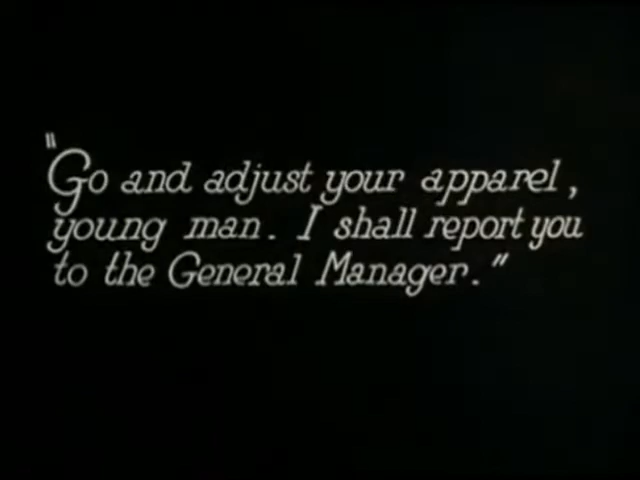 "Go and adjust your apparel,
young man. I shall report you
to the General Manager."